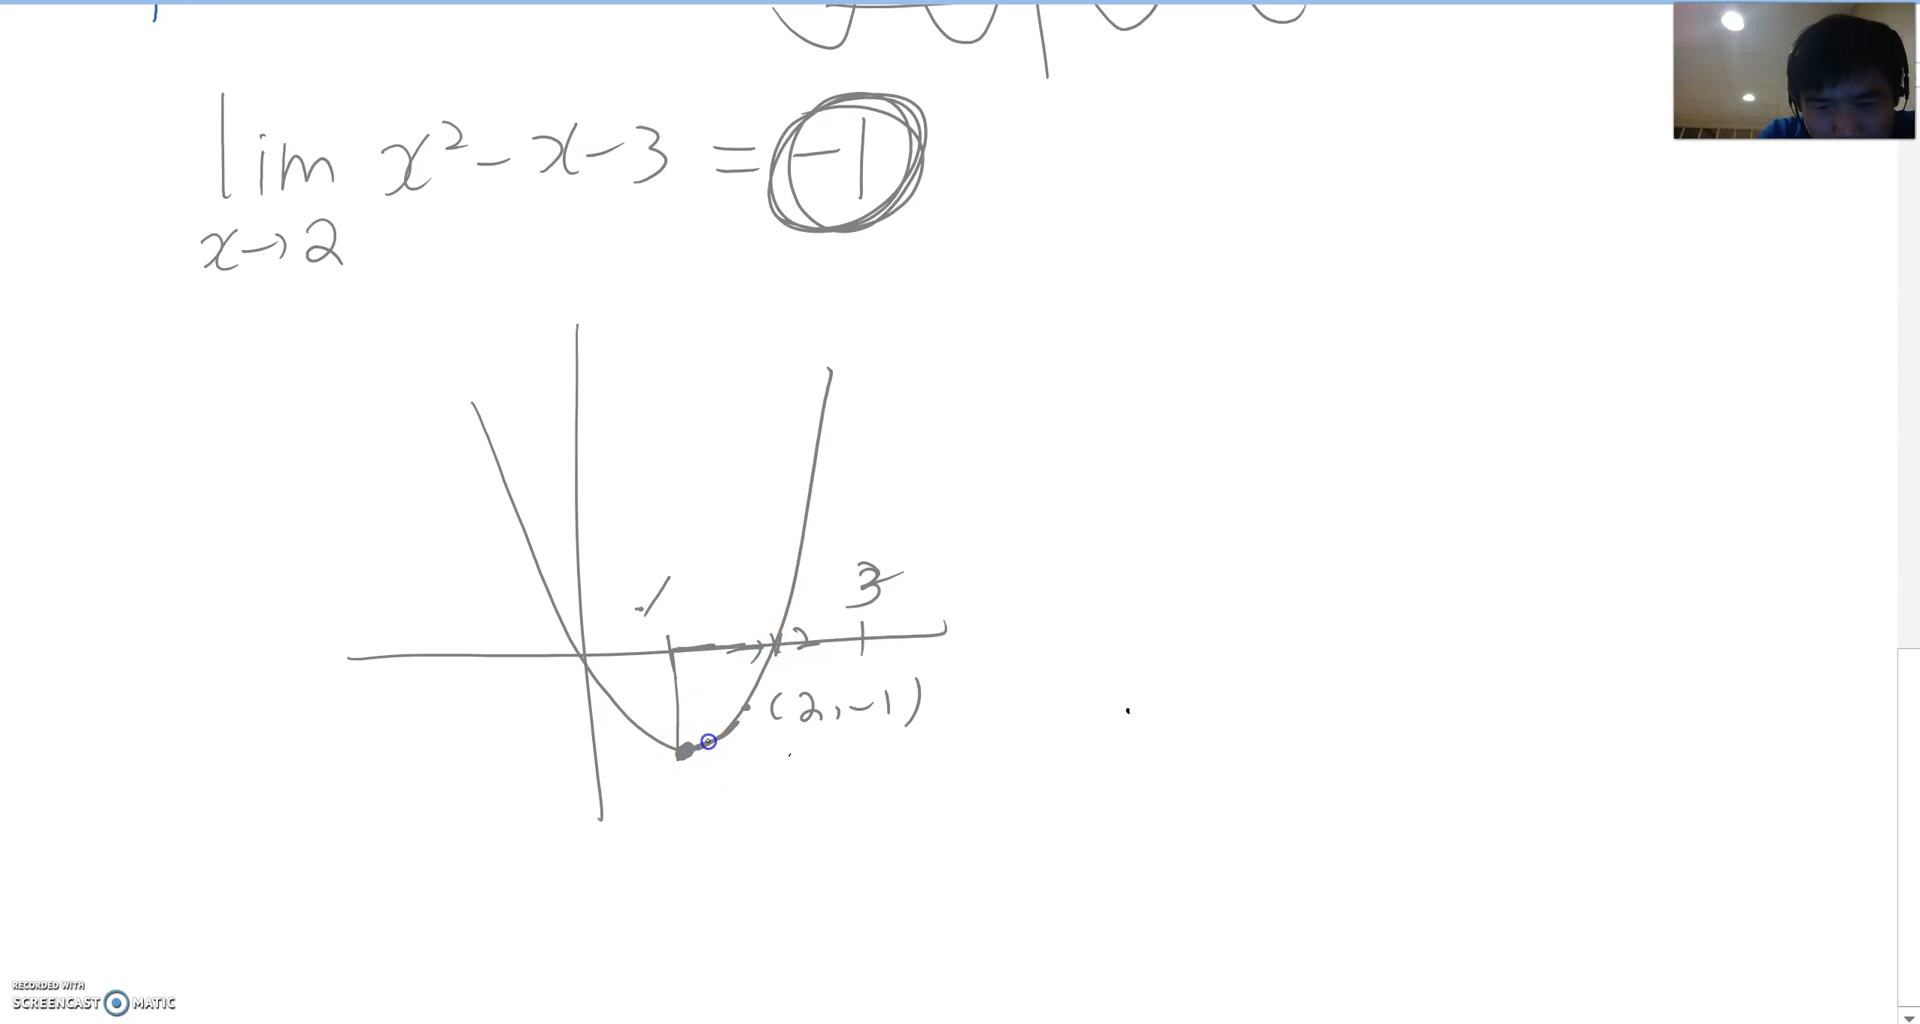 lim x² - x - 3 = -1
x→2
1
3
2
(2, -1)
RECORDED WITH
SCREENCAST MATIC